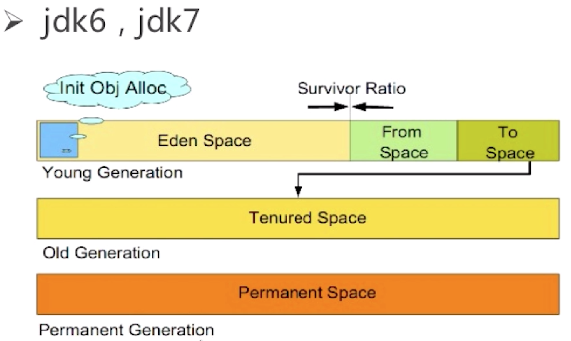 ➢ jdk6 , jdk7
Init Obj Alloc
Survivor Ratio
Eden Space
From
Space
To
Space
Young Generation
Tenured Space
Old Generation
Permanent Space
Permanent Generation